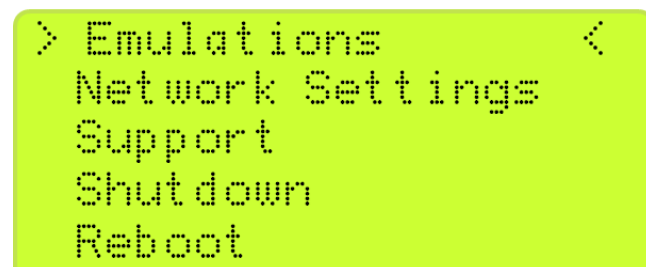 > Emulations <
Network Settings
Support
Shutdown
Reboot